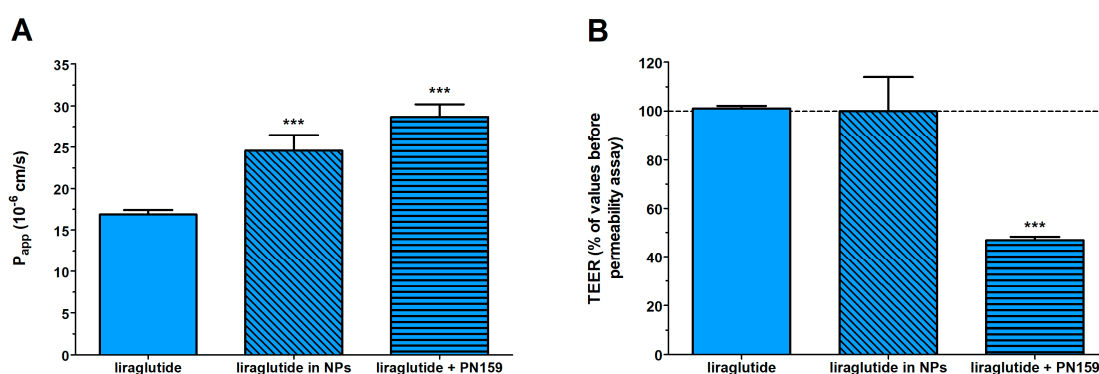 A
P_app (10^-6 cm/s)
35
30
25
20
15
10
5
0
***
***
liraglutide
liraglutide in NPs
liraglutide + PN159
B
TEER (% of values before
permeability assay)
120
100
80
60
40
20
0
***
liraglutide
liraglutide in NPs
liraglutide + PN159